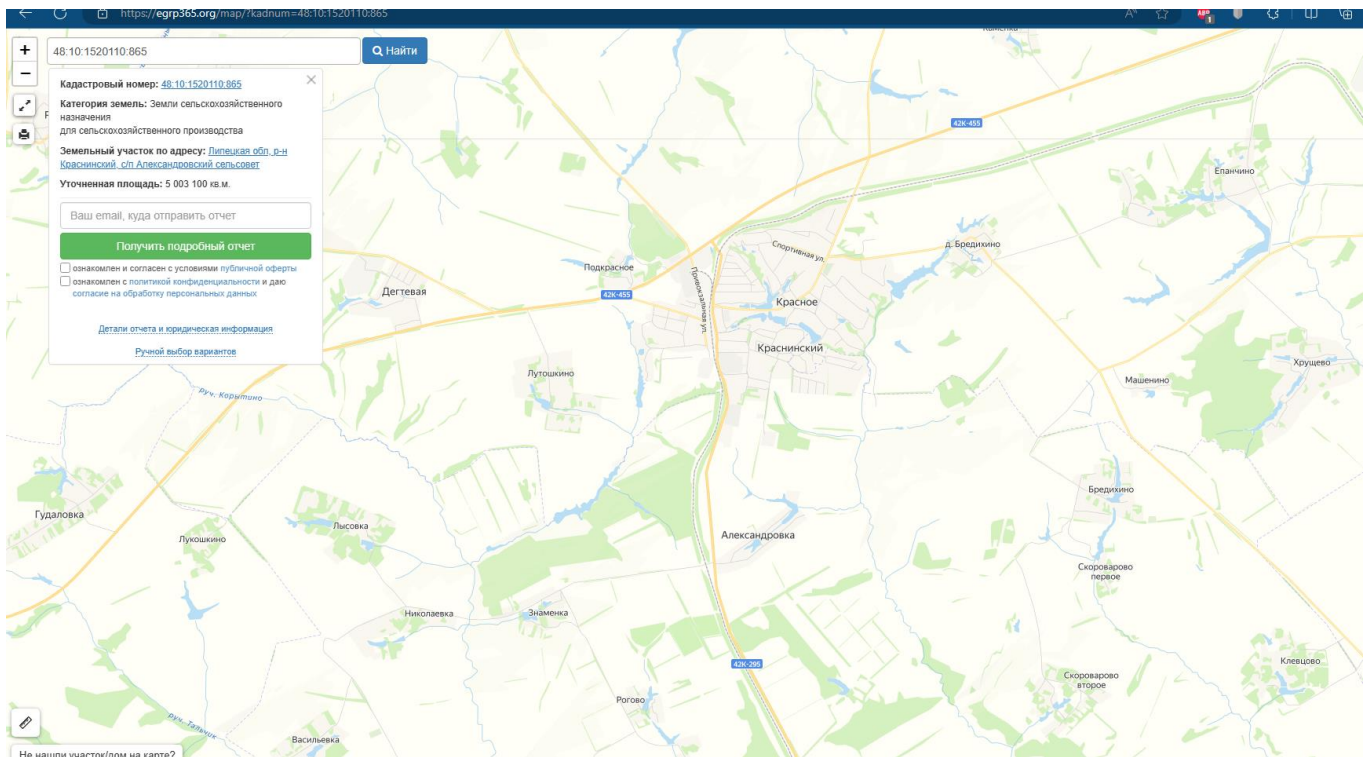 https://egrp365.org/map/?kadnum=48:10:1520110:865
48:10:1520110:865
Найти
Кадастровый номер: 48:10:1520110:865
Категория земель: Земли сельскохозяйственного
назначения
для сельскохозяйственного производства
Земельный участок по адресу: Липецкая обл, р-н
Краснинский, с/п Александровский сельсовет
Уточненная площадь: 5 003 100 кв.м.
Ваш email, куда отправить отчет
Получить подробный отчет
ознакомлен и согласен с условиями публичной оферты
ознакомлен с политикой конфиденциальности и даю
согласие на обработку персональных данных
Детали отчета и юридическая информация
Ручной выбор вариантов
42К-455
Епанчино
д. Бредихино
Спортивная ул.
Подкрасное
Привокзальная ул.
Дегтевая
42К-455
Красное
Краснинский
Хрущево
Лутошкино
Машенино
руч. Корытино
Бредихино
Гудаловка
Лысовка
Лукошкино
Александровка
Скороварово
первое
Николаевка
Знаменка
42К-295
Клевцово
Скороварово
второе
Рогово
руч. Тальчик
Васильевка
Не нашли участок/дом на карте?